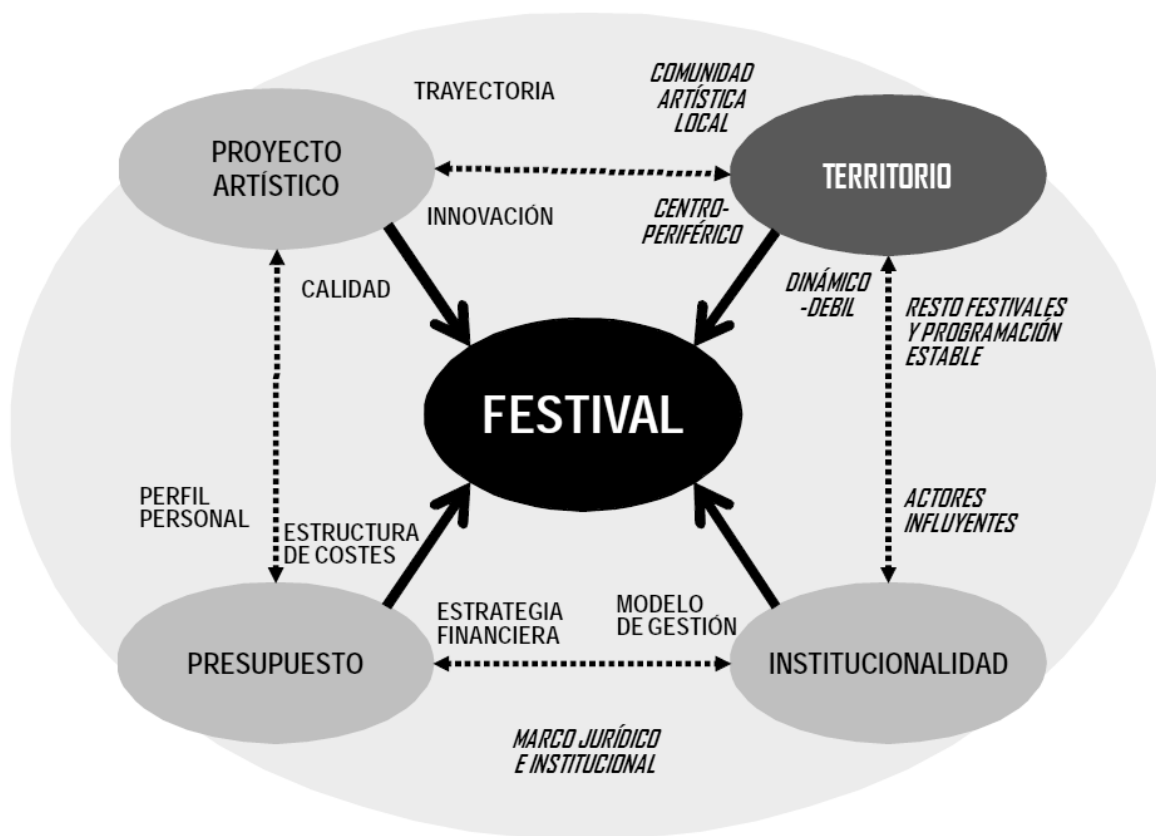 TRAYECTORIA
COMUNIDAD
ARTÍSTICA
LOCAL
PROYECTO
ARTÍSTICO
TERRITORIO
INNOVACIÓN
CENTRO-
PERIFÉRICO
CALIDAD
DINÁMICO
-DEBIL
RESTO FESTIVALES
Y PROGRAMACIÓN
ESTABLE
FESTIVAL
PERFIL
PERSONAL
ESTRUCTURA
DE COSTES
ACTORES
INFLUYENTES
ESTRATEGIA
FINANCIERA
MODELO
DE GESTIÓN
PRESUPUESTO
INSTITUCIONALIDAD
MARCO JURÍDICO
E INSTITUCIONAL